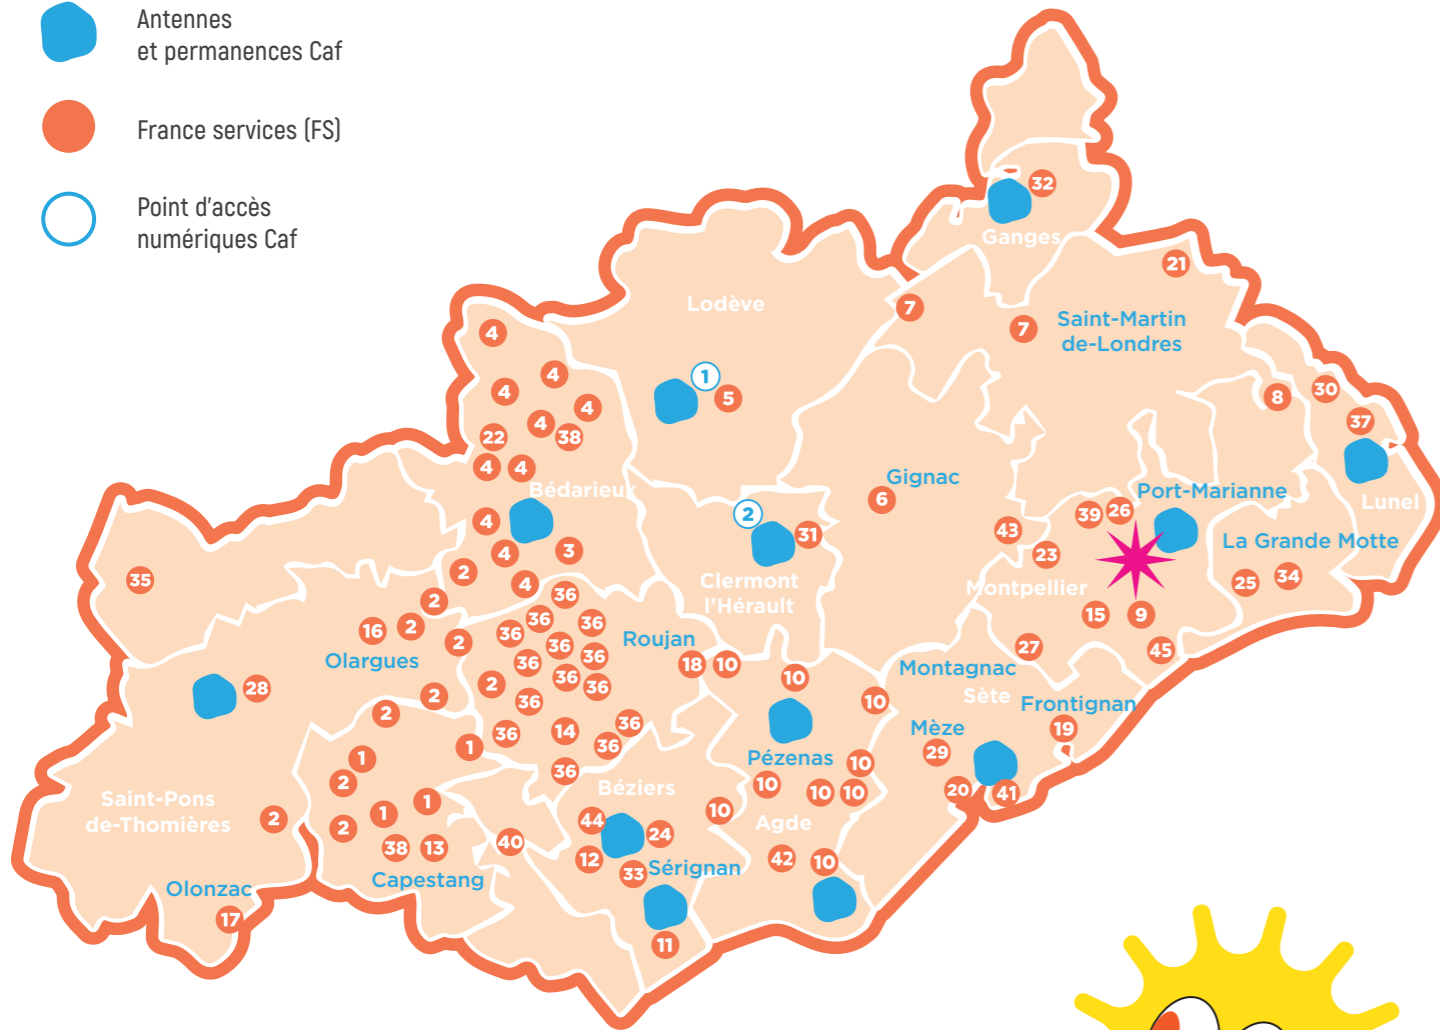 Antennes
et permanences Caf
France services (FS)
Point d'accès
numériques Caf
32
Ganges
21
Lodève
7
7
Saint-Martin
de-Londres
4
4
4
4
4
22
38
4
4
1
5
8
30
37
Bédarieux
Gignac
6
Port-Marianne
Lunel
2
31
4
3
4
4
2
2
43
39
26
23
La Grande Motte
25
34
Clermont
l'Hérault
Montpellier
15
9
35
16
2
2
Olargues
36
36
36
36
36
36
36
36
36
36
2
Roujan
18
10
10
10
27
45
Montagnac
Sète
Frontignan
19
28
2
2
1
36
14
36
36
36
Pézenas
10
10
10
10
Mèze
29
20
41
1
2
1
1
2
2
Saint-Pons
de-Thomières
38
13
40
Capestang
Béziers
44
24
12
33
Sérignan
10
Agde
42
10
Olonzac
17
11